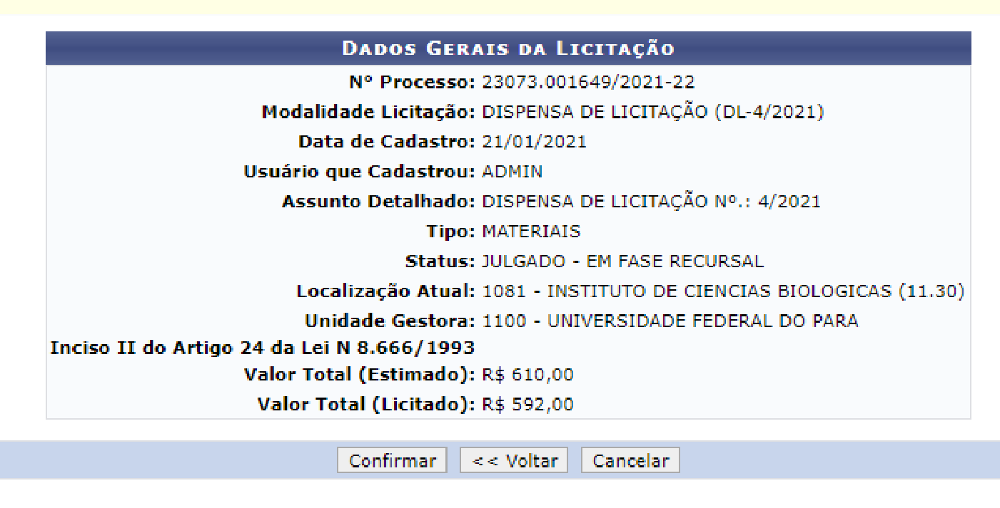 Dados Gerais da Licitação
Nº Processo: 23073.001649/2021-22
Modalidade Licitação: DISPENSA DE LICITAÇÃO (DL-4/2021)
Data de Cadastro: 21/01/2021
Usuário que Cadastrou: ADMIN
Assunto Detalhado: DISPENSA DE LICITAÇÃO Nº.: 4/2021
Tipo: MATERIAIS
Status: JULGADO - EM FASE RECURSAL
Localização Atual: 1081 - INSTITUTO DE CIENCIAS BIOLOGICAS (11.30)
Unidade Gestora: 1100 - UNIVERSIDADE FEDERAL DO PARA
Inciso II do Artigo 24 da Lei N 8.666/1993
Valor Total (Estimado): R$ 610,00
Valor Total (Licitado): R$ 592,00
Confirmar << Voltar Cancelar